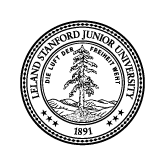 LELAND STANFORD JUNIOR UNIVERSITY
DIE LUFT DER FREIHEIT WEHT
1891